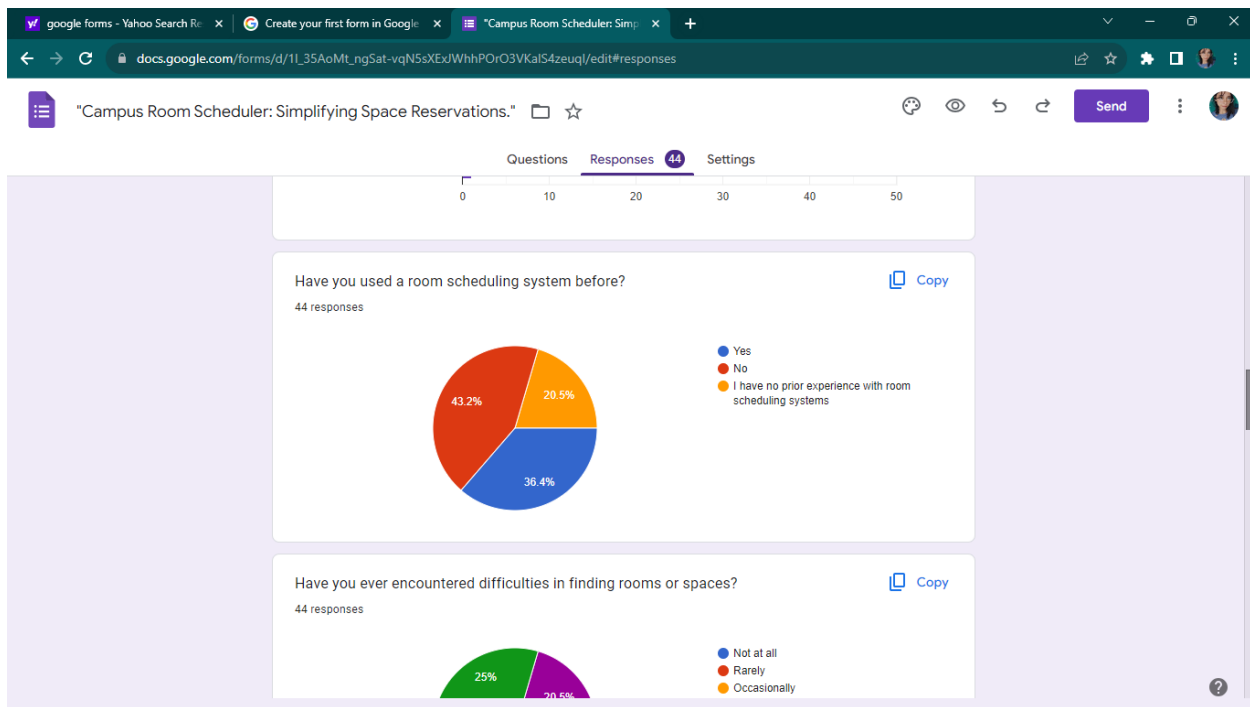 google forms - Yahoo Search Re
Create your first form in Google
"Campus Room Scheduler: Simp
docs.google.com/forms/d/1I_35AoMt_ngSat-vqN5sXExJWhhPOrO3VKalS4zeuqI/edit#responses
"Campus Room Scheduler: Simplifying Space Reservations."
Send
Questions
Responses 44
Settings
0 10 20 30 40 50
Have you used a room scheduling system before?
Copy
44 responses
Yes
No
I have no prior experience with room
scheduling systems
43.2%
20.5%
36.4%
Have you ever encountered difficulties in finding rooms or spaces?
Copy
44 responses
Not at all
Rarely
Occasionally
25%
20.5%